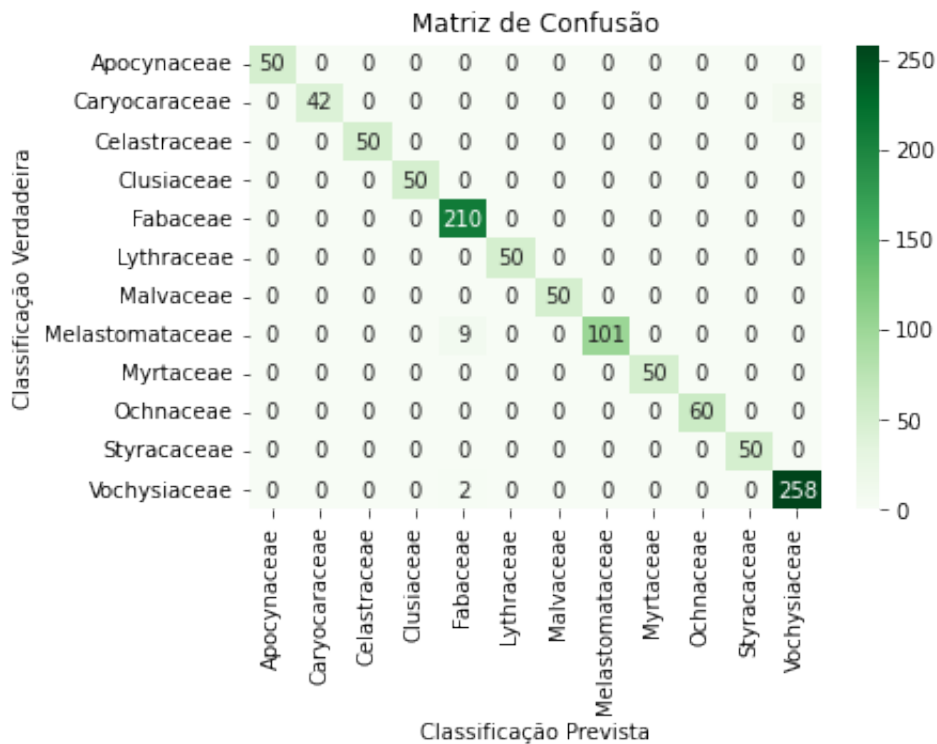 Matriz de Confusão
Classificação Verdadeira
Apocynaceae 50 0 0 0 0 0 0 0 0 0 0 0
Caryocaraceae 0 42 0 0 0 0 0 0 0 0 0 8
Celastraceae 0 0 50 0 0 0 0 0 0 0 0 0
Clusiaceae 0 0 0 50 0 0 0 0 0 0 0 0
Fabaceae 0 0 0 0 210 0 0 0 0 0 0 0
Lythraceae 0 0 0 0 0 50 0 0 0 0 0 0
Malvaceae 0 0 0 0 0 0 50 0 0 0 0 0
Melastomataceae 0 0 0 0 9 0 0 101 0 0 0 0
Myrtaceae 0 0 0 0 0 0 0 0 50 0 0 0
Ochnaceae 0 0 0 0 0 0 0 0 0 60 0 0
Styracaceae 0 0 0 0 0 0 0 0 0 0 50 0
Vochysiaceae 0 0 0 0 2 0 0 0 0 0 0 258
Apocynaceae
Caryocaraceae
Celastraceae
Clusiaceae
Fabaceae
Lythraceae
Malvaceae
Melastomataceae
Myrtaceae
Ochnaceae
Styracaceae
Vochysiaceae
Classificação Prevista
250
200
150
100
50
0